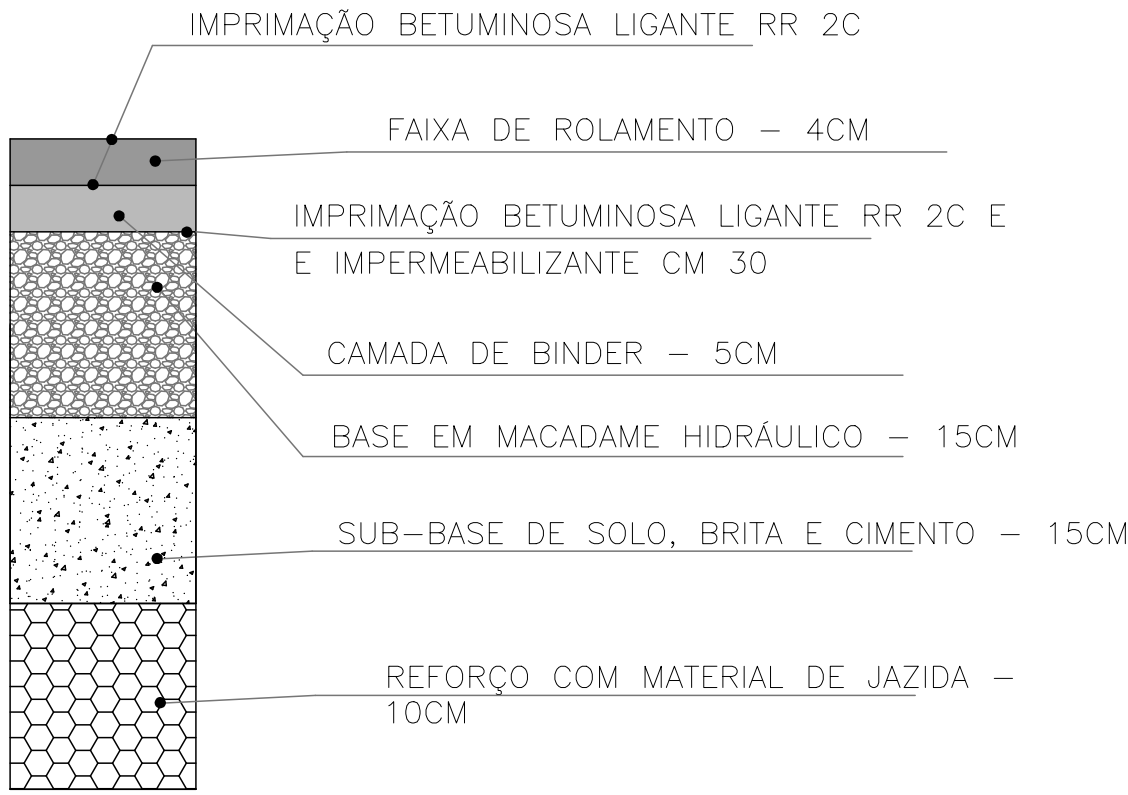 IMPRIMAÇÃO BETUMINOSA LIGANTE RR 2C
FAIXA DE ROLAMENTO – 4CM
IMPRIMAÇÃO BETUMINOSA LIGANTE RR 2C E
E IMPERMEABILIZANTE CM 30
CAMADA DE BINDER – 5CM
BASE EM MACADAME HIDRÁULICO – 15CM
SUB–BASE DE SOLO, BRITA E CIMENTO – 15CM
REFORÇO COM MATERIAL DE JAZIDA –
10CM